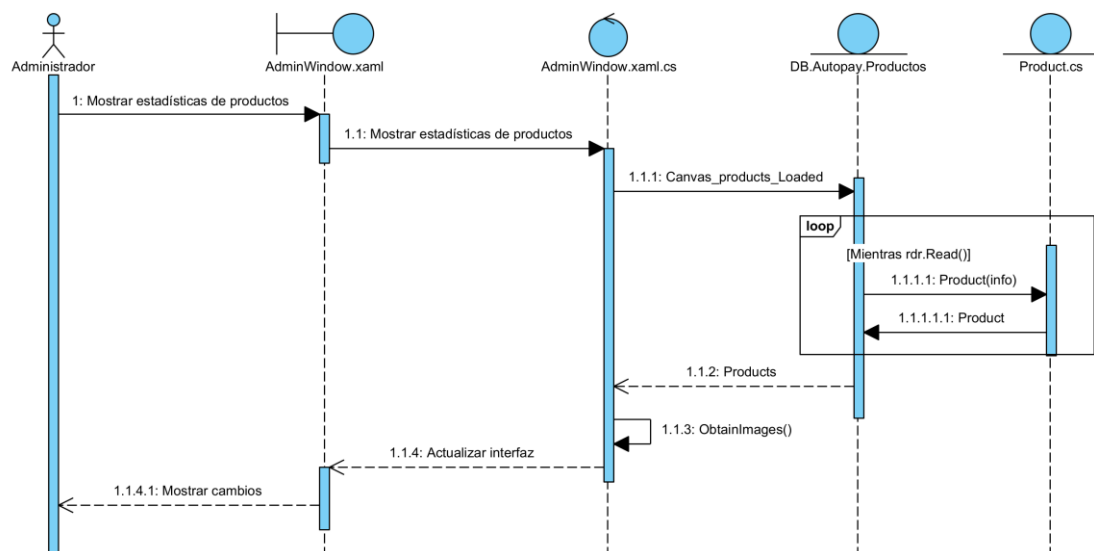 Administrador
AdminWindow.xaml
AdminWindow.xaml.cs
DB.Autopay.Productos
Product.cs
1: Mostrar estadísticas de productos
1.1: Mostrar estadísticas de productos
1.1.1: Canvas_products_Loaded
loop
[Mientras rdr.Read()]
1.1.1.1: Product(info)
1.1.1.1.1: Product
1.1.2: Products
1.1.3: ObtainImages()
1.1.4: Actualizar interfaz
1.1.4.1: Mostrar cambios